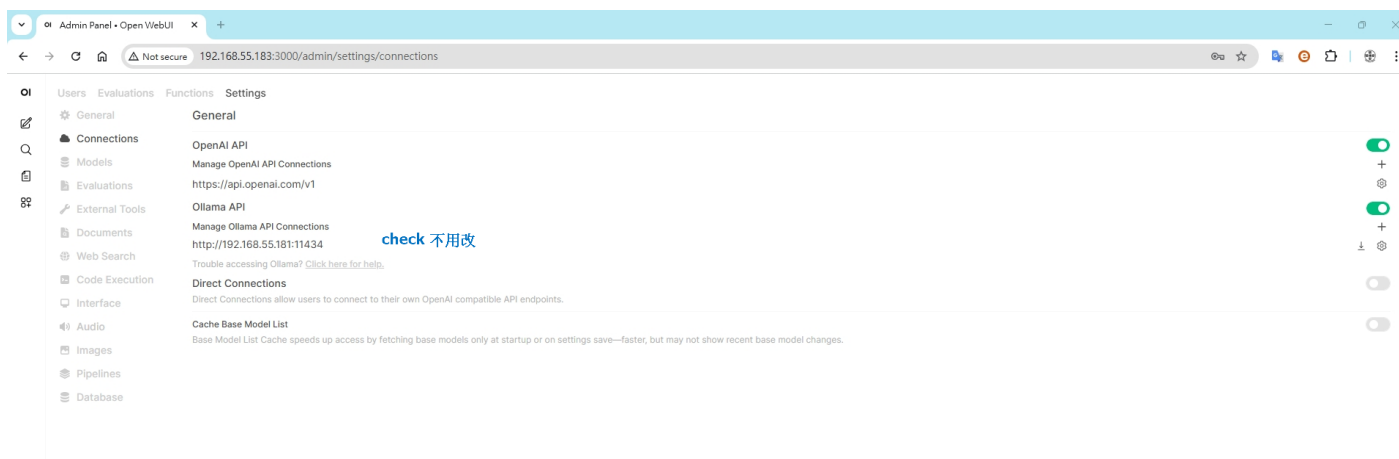 OI Admin Panel • Open WebUI
Not secure 192.168.55.183:3000/admin/settings/connections
OI
Users Evaluations Functions Settings
General
Connections
Models
Evaluations
External Tools
Documents
Web Search
Code Execution
Interface
Audio
Images
Pipelines
Database
General
OpenAI API
Manage OpenAI API Connections
https://api.openai.com/v1
Ollama API
Manage Ollama API Connections
http://192.168.55.181:11434
check 不用改
Trouble accessing Ollama? Click here for help.
Direct Connections
Direct Connections allow users to connect to their own OpenAI compatible API endpoints.
Cache Base Model List
Base Model List Cache speeds up access by fetching base models only at startup or on settings save—faster, but may not show recent base model changes.